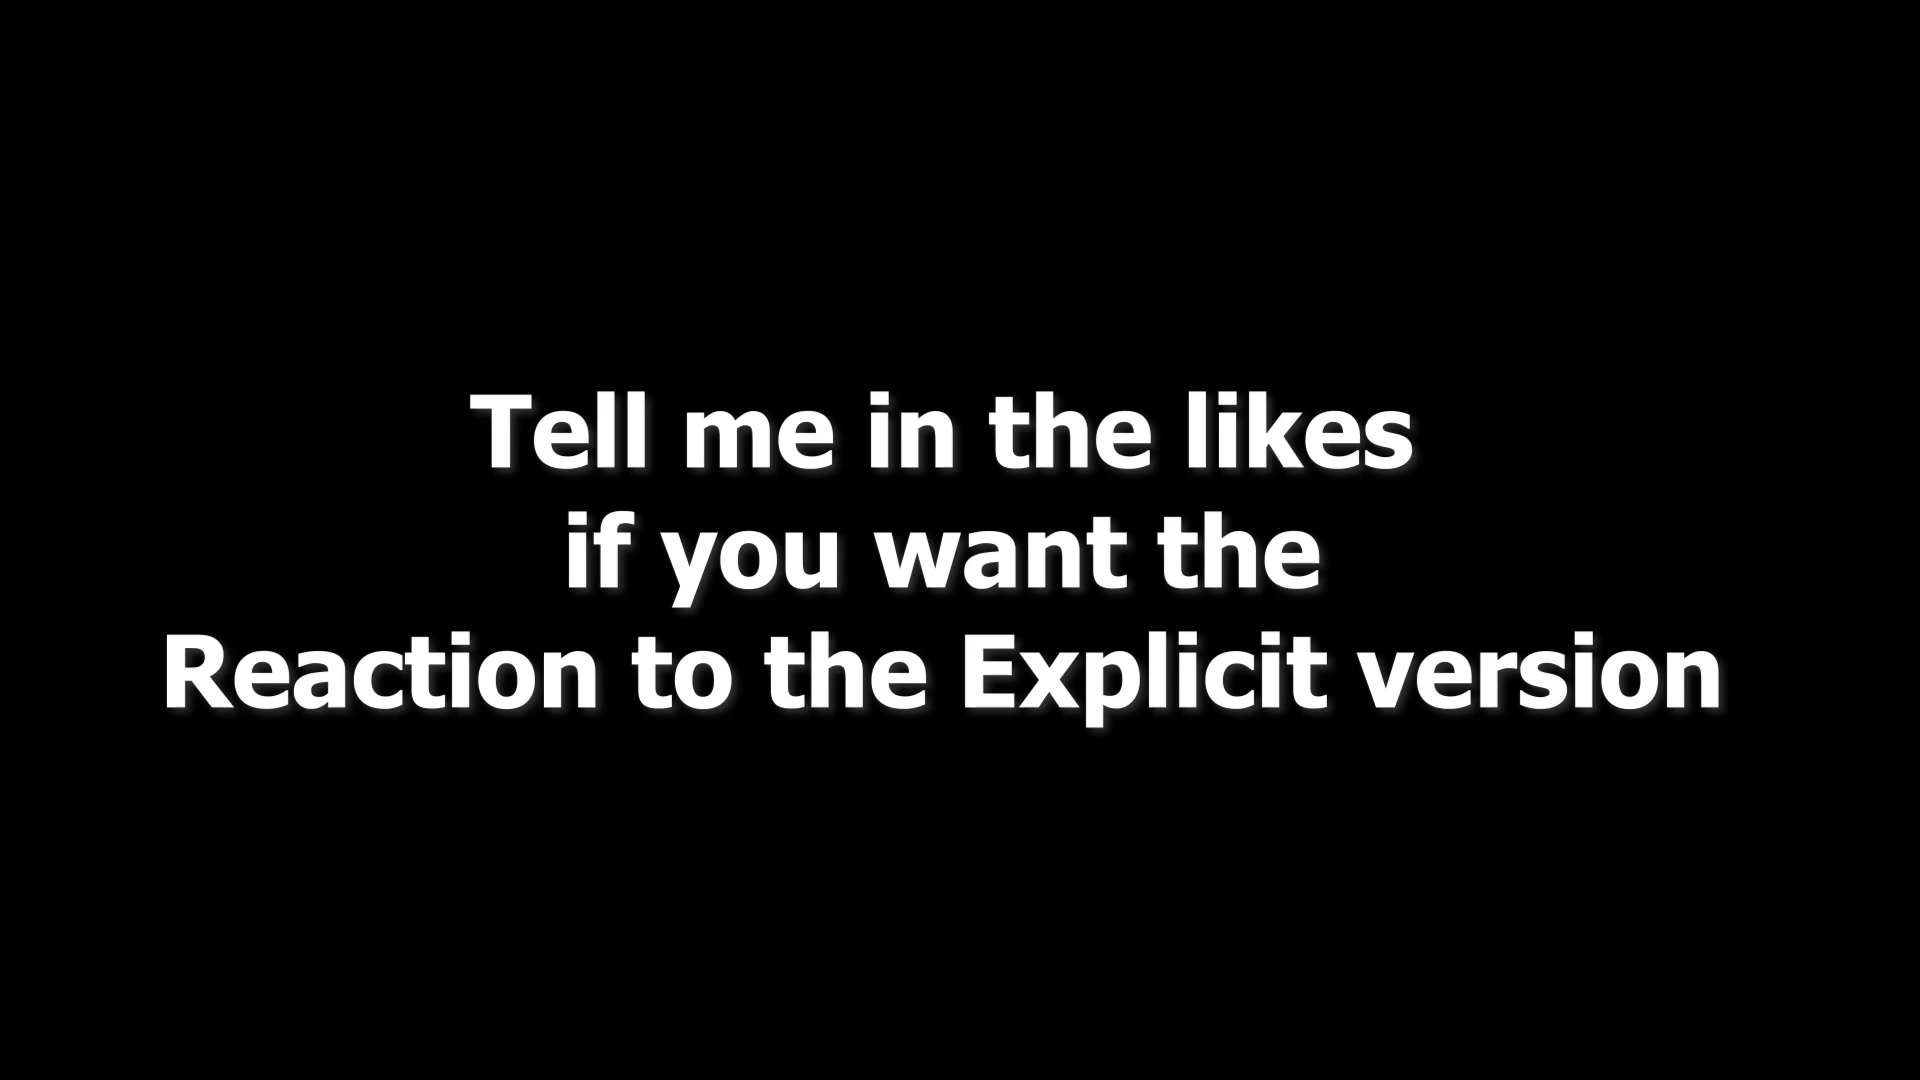 Tell me in the likes
if you want the
Reaction to the Explicit version